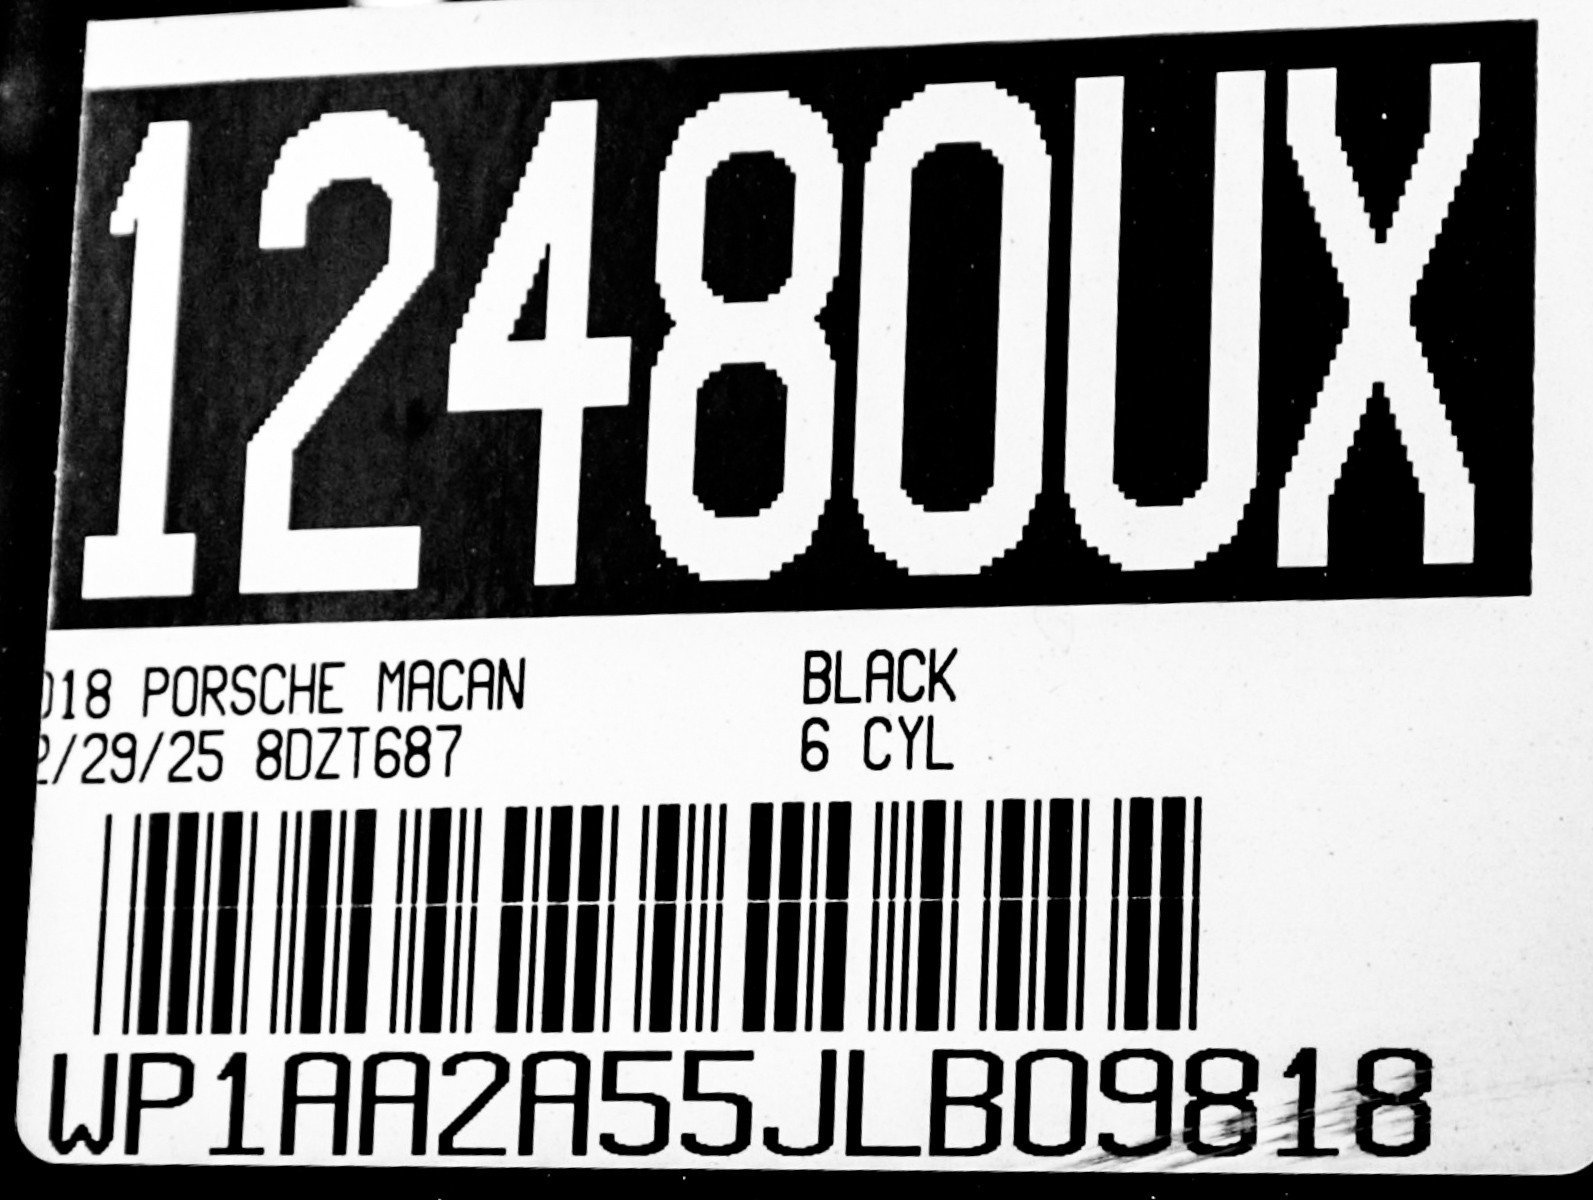 12480UX
018 PORSCHE MACAN BLACK
2/29/25 8DZT687 6 CYL
WP1AA2A55JLB09818